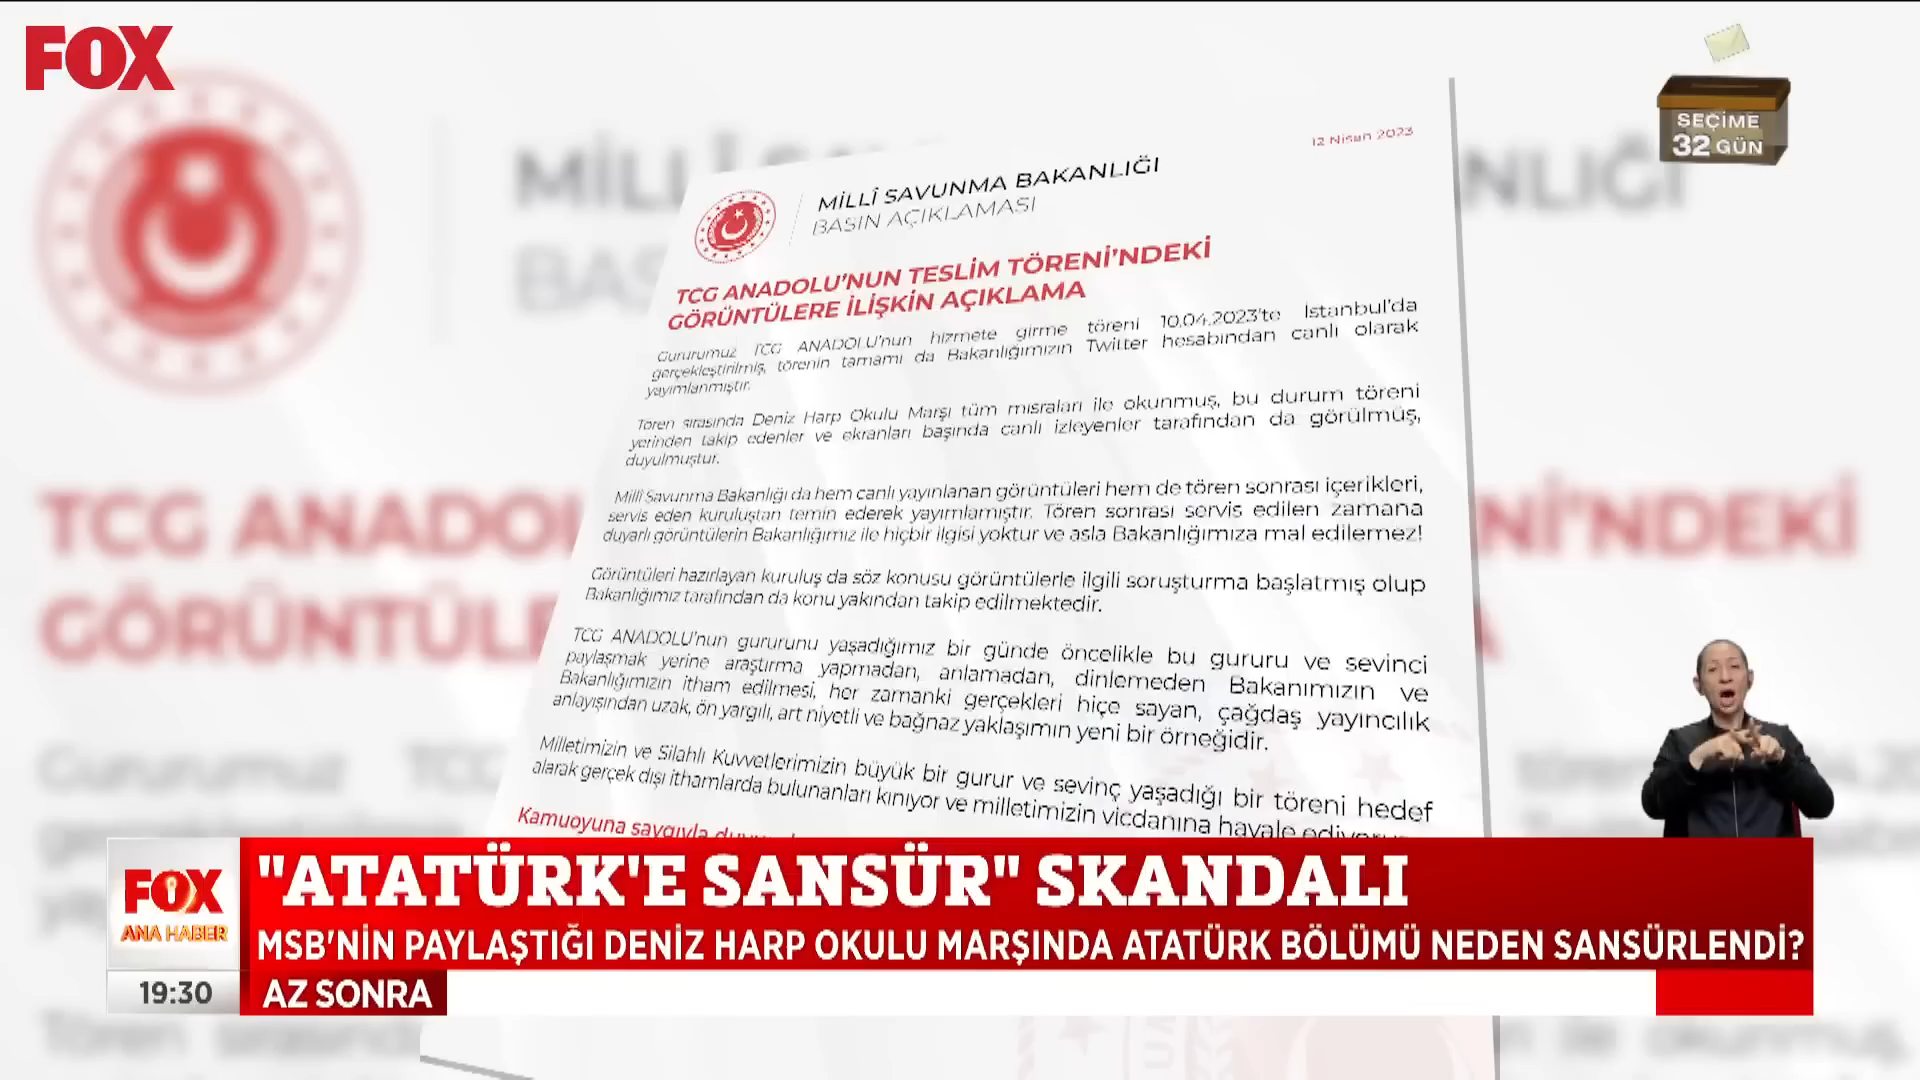 FOX
SEÇİME
32 GÜN
12 Nisan 2023
MİLLÎ SAVUNMA BAKANLIĞI
BASIN AÇIKLAMASI
TCG ANADOLU'NUN TESLİM TÖRENİ'NDEKİ
GÖRÜNTÜLERE İLİŞKİN AÇIKLAMA
Gururumuz TCG ANADOLU'nun hizmete girme töreni 10.04.2023'te İstanbul'da
gerçekleştirilmiş, törenin tamamı da Bakanlığımızın Twitter hesabından canlı olarak
yayımlanmıştır.
Tören sırasında Deniz Harp Okulu Marşı tüm mısraları ile okunmuş, bu durum töreni
yerinden takip edenler ve ekranları başında canlı izleyenler tarafından da görülmüş,
duyulmuştur.
Millî Savunma Bakanlığı da hem canlı yayınlanan görüntüleri hem de tören sonrası içerikleri,
servis eden kuruluştan temin ederek yayımlamıştır. Tören sonrası servis edilen zamana
duyarlı görüntülerin Bakanlığımız ile hiçbir ilgisi yoktur ve asla Bakanlığımıza mal edilemez!
Görüntüleri hazırlayan kuruluş da söz konusu görüntülerle ilgili soruşturma başlatmış olup
Bakanlığımız tarafından da konu yakından takip edilmektedir.
TCG ANADOLU'nun gururunu yaşadığımız bir günde öncelikle bu gururu ve sevinci
paylaşmak yerine araştırma yapmadan, anlamadan, dinlemeden Bakanımızın ve
Bakanlığımızın itham edilmesi, her zamanki gerçekleri hiçe sayan, çağdaş yayıncılık
anlayışından uzak, ön yargılı, art niyetli ve bağnaz yaklaşımın yeni bir örneğidir.
Milletimizin ve Silahlı Kuvvetlerimizin büyük bir gurur ve sevinç yaşadığı bir töreni hedef
alarak gerçek dışı ithamlarda bulunanları kınıyor ve milletimizin vicdanına havale ediyoruz.
Kamuoyuna saygıyla
FOX
ANA HABER
"ATATÜRK'E SANSÜR" SKANDALI
MSB'NİN PAYLAŞTIĞI DENİZ HARP OKULU MARŞINDA ATATÜRK BÖLÜMÜ NEDEN SANSÜRLENDİ?
19:30
AZ SONRA